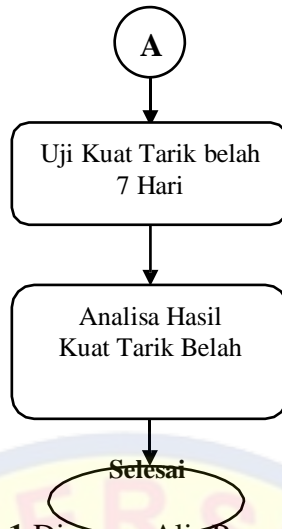 A
Uji Kuat Tarik belah
7 Hari
Analisa Hasil
Kuat Tarik Belah
Selesai